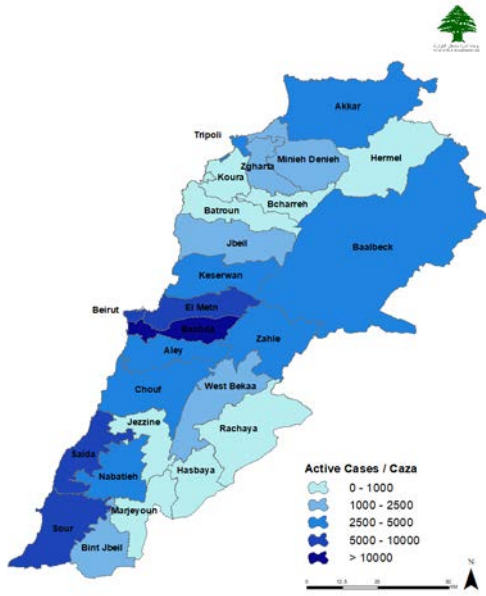 Akkar
Tripoli
Hermel
Minieh Denieh
Zgharta
Koura
Bcharreh
Batroun
Jbeil
Baalbeck
Keserwan
El Metn
Beirut
Baabda
Zahle
Aley
West Bekaa
Chouf
Jezzine
Rachaya
Saida
Hasbaya
Nabatieh
Marjeyoun
Sour
Bint Jbeil
Active Cases / Caza
0 - 1000
1000 - 2500
2500 - 5000
5000 - 10000
> 10000
N